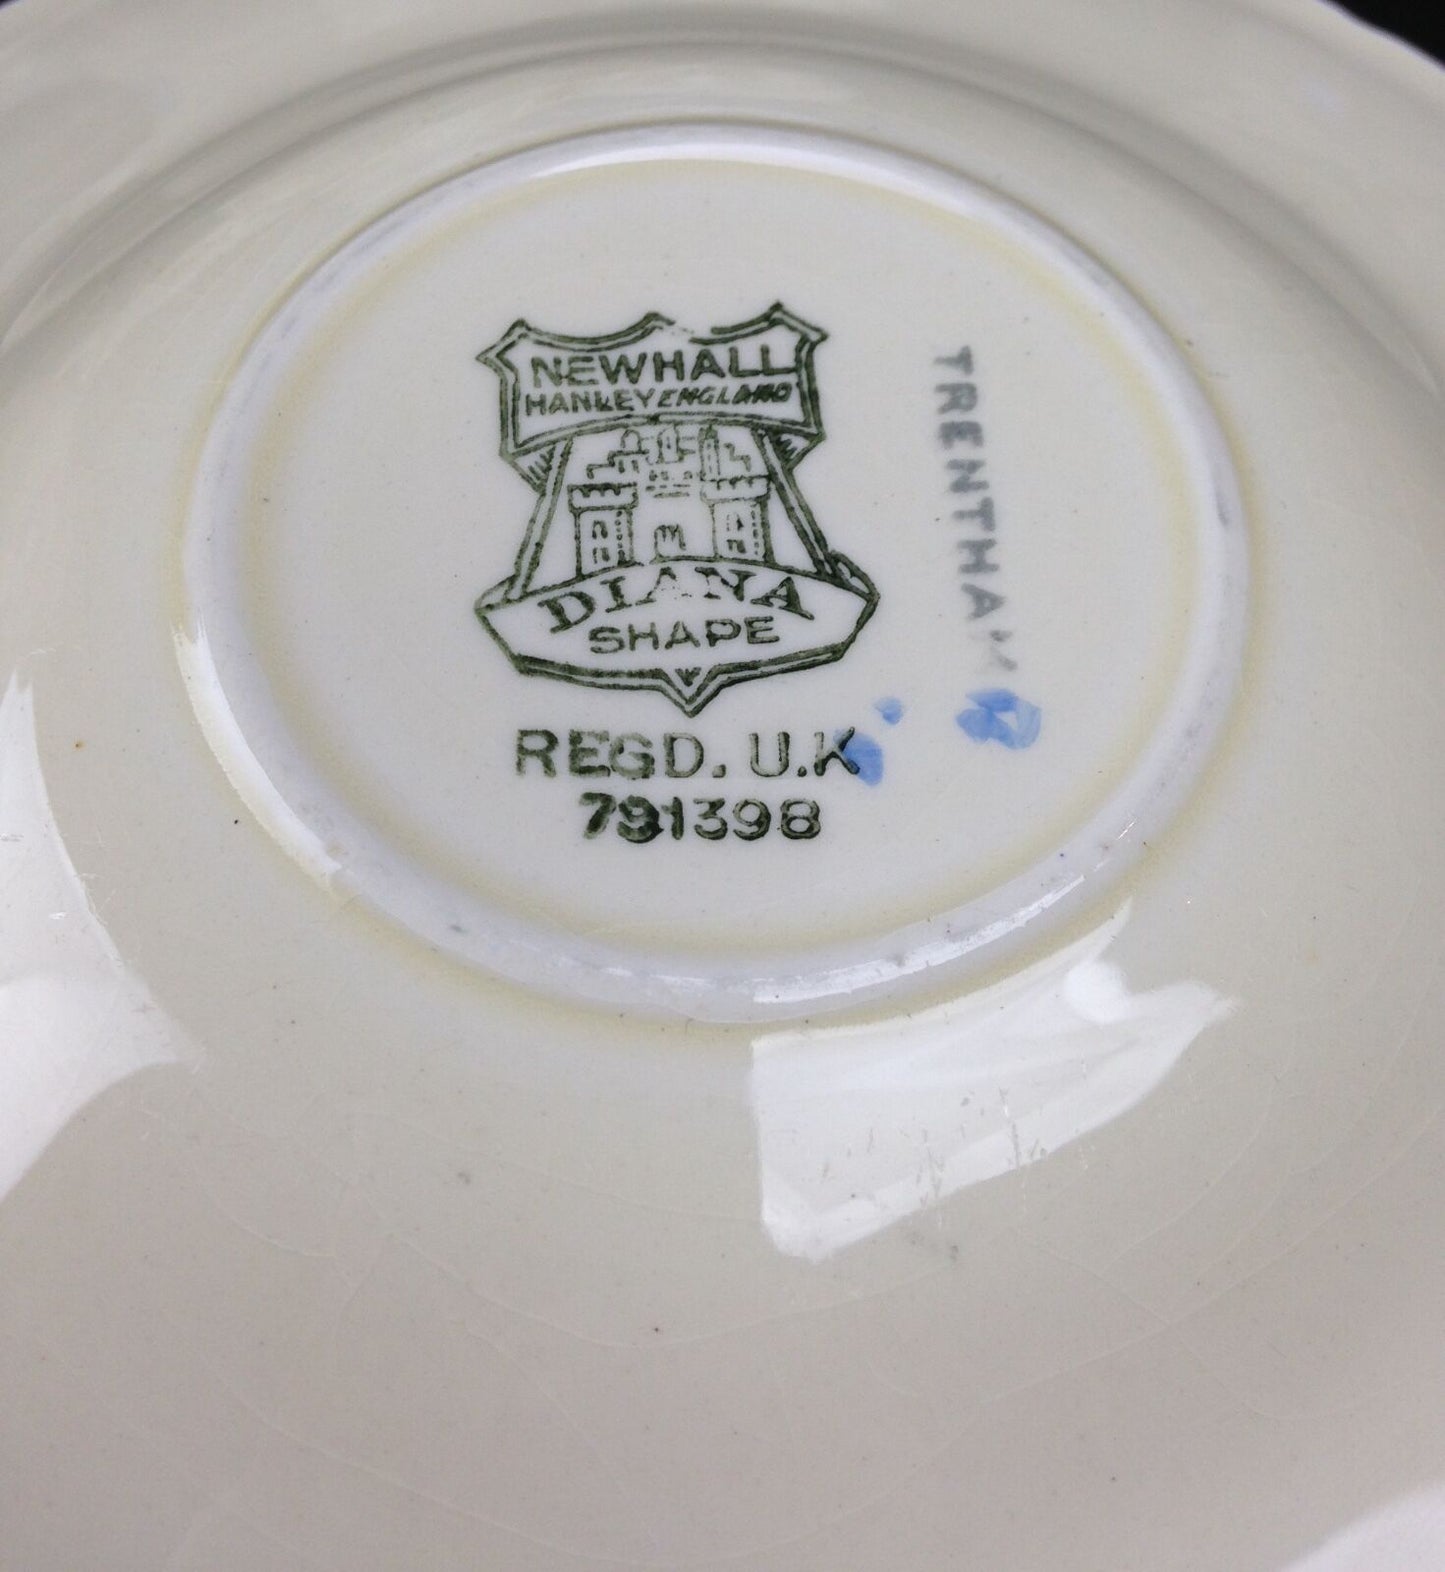 NEWHALL
HANLEY ENGLAND
DIANA
SHAPE
REGD. U.K
791398
TRENTHAM